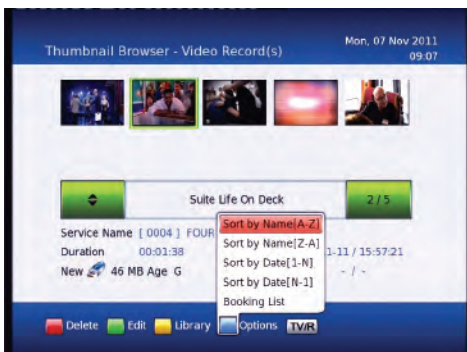 Thumbnail Browser - Video Record(s)
Mon, 07 Nov 2011
09:07
Suite Life On Deck
2 / 5
Service Name [ 0004 ] FOUR
Duration 00:01:38
1-11 / 15:57:21
New 46 MB Age G
- / -
Sort by Name[A-Z]
Sort by Name[Z-A]
Sort by Date[1-N]
Sort by Date[N-1]
Booking List
Delete Edit Library Options TV/R